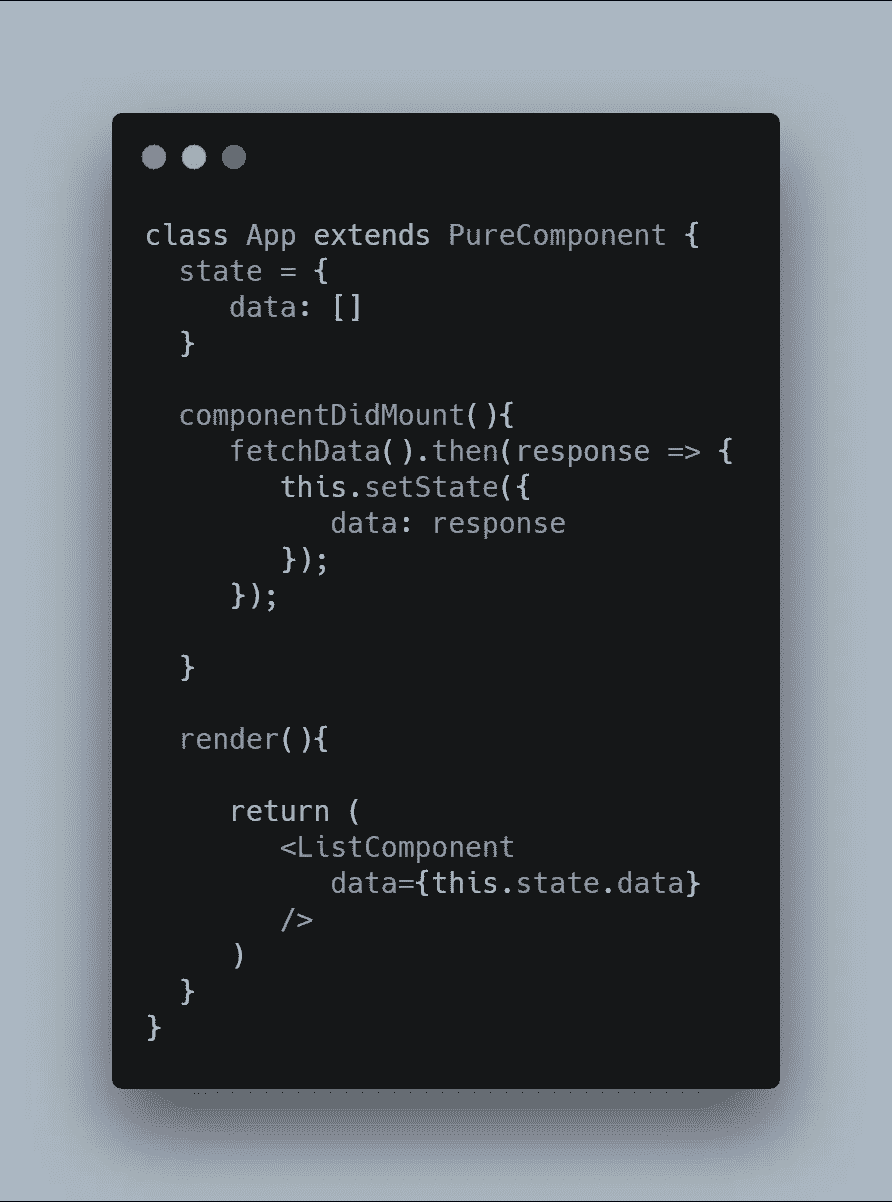 class App extends PureComponent {
  state = {
     data: []
  }

  componentDidMount(){
     fetchData().then(response => {
        this.setState({
           data: response
        });
     });

  }

  render(){

     return (
        <ListComponent
           data={this.state.data}
        />
     )
  }
}